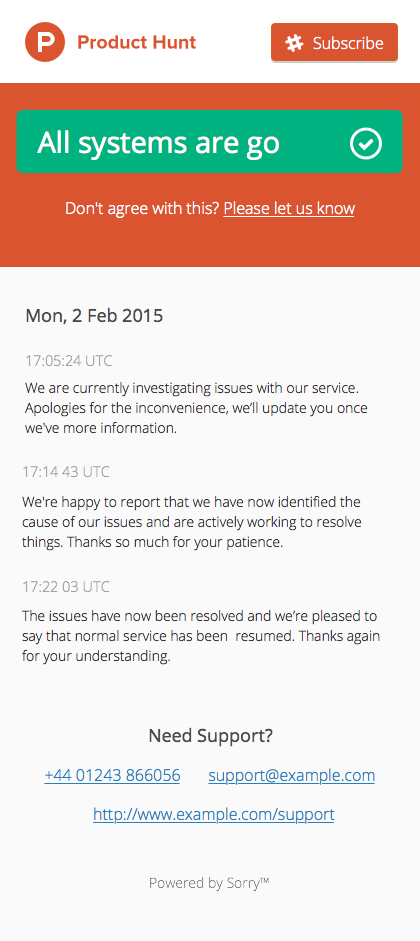 P Product Hunt Subscribe
All systems are go
Don't agree with this? Please let us know
Mon, 2 Feb 2015
17:05:24 UTC
We are currently investigating issues with our service.
Apologies for the inconvenience, we’ll update you once
we've more information.
17:14 43 UTC
We're happy to report that we have now identified the
cause of our issues and are actively working to resolve
things. Thanks so much for your patience.
17:22 03 UTC
The issues have now been resolved and we’re pleased to
say that normal service has been  resumed. Thanks again
for your understanding.
Need Support?
+44 01243 866056 support@example.com
http://www.example.com/support
Powered by Sorry™